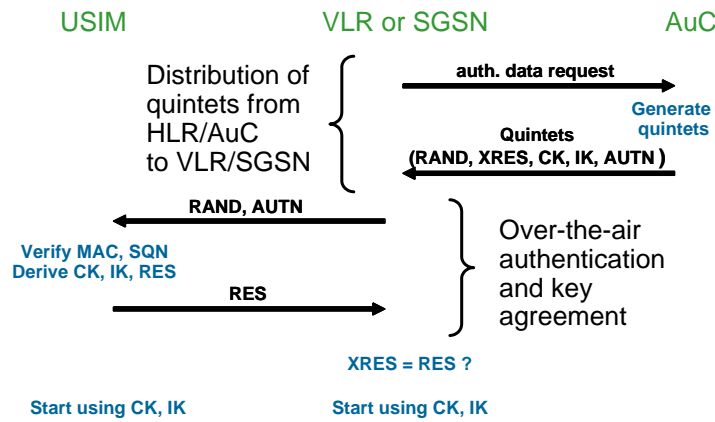 USIM
VLR or SGSN
AuC
Distribution of
quintets from
HLR/AuC
to VLR/SGSN
auth. data request
Generate
quintets
Quintets
(RAND, XRES, CK, IK, AUTN )
RAND, AUTN
Verify MAC, SQN
Derive CK, IK, RES
RES
Over-the-air
authentication
and key
agreement
XRES = RES ?
Start using CK, IK
Start using CK, IK